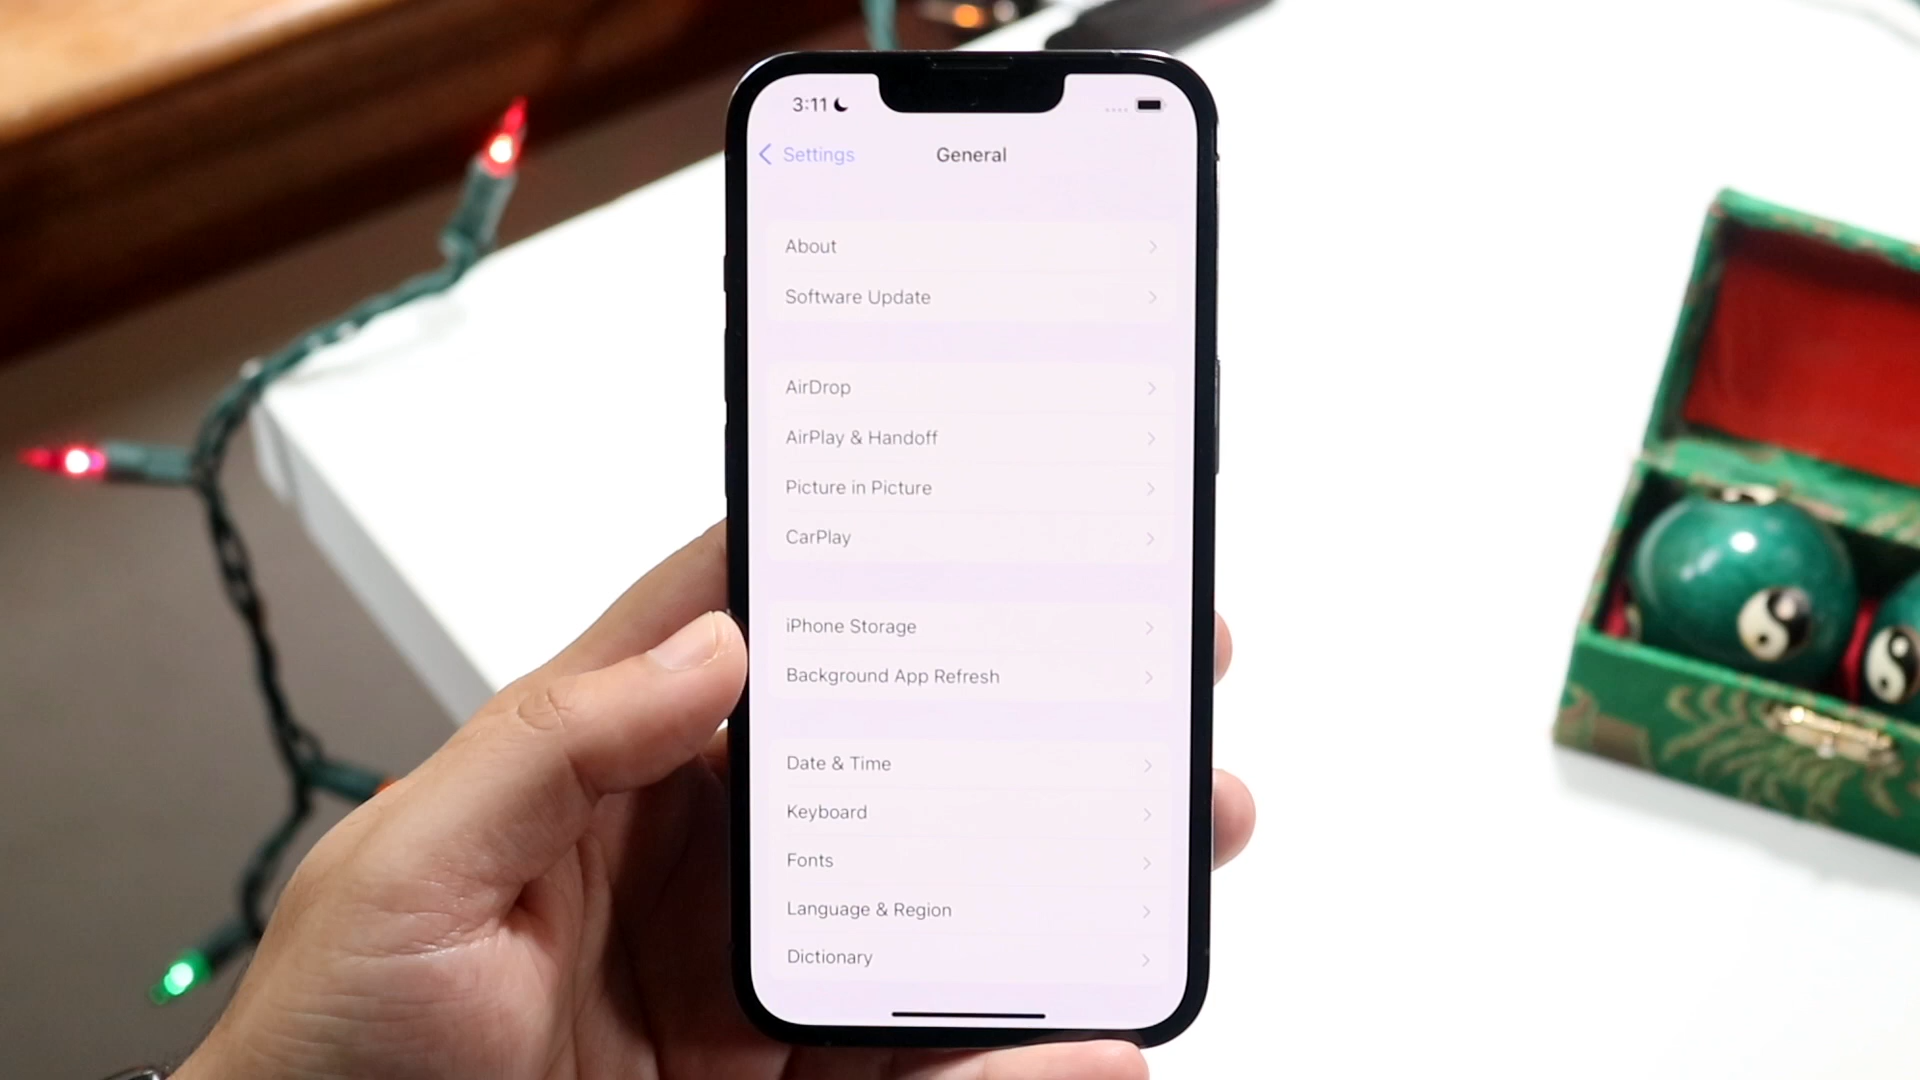 3:11
Settings General
About
Software Update
AirDrop
AirPlay & Handoff
Picture in Picture
CarPlay
iPhone Storage
Background App Refresh
Date & Time
Keyboard
Fonts
Language & Region
Dictionary